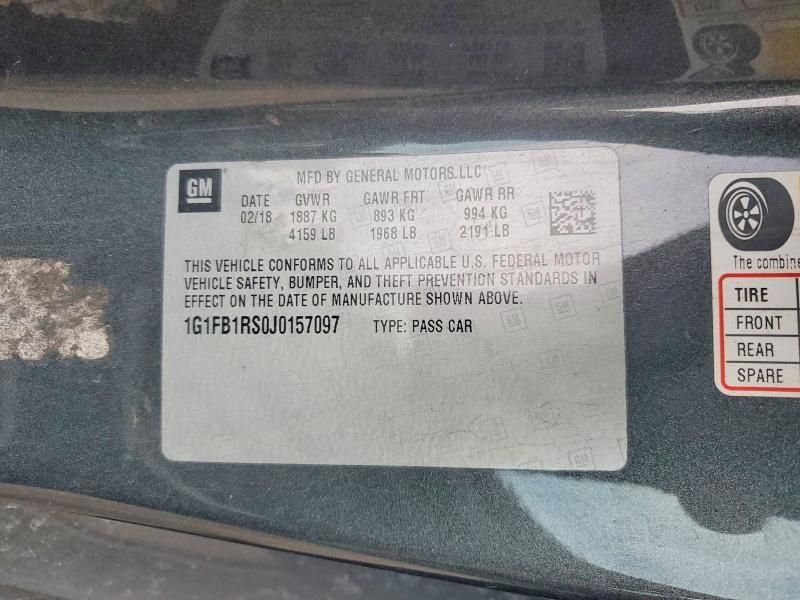 GM
MFD BY GENERAL MOTORS LLC
DATE GVWR GAWR FRT GAWR RR
02/18 1887 KG 893 KG 994 KG
4159 LB 1968 LB 2191 LB
THIS VEHICLE CONFORMS TO ALL APPLICABLE U.S. FEDERAL MOTOR
VEHICLE SAFETY, BUMPER, AND THEFT PREVENTION STANDARDS IN
EFFECT ON THE DATE OF MANUFACTURE SHOWN ABOVE.
1G1FB1RS0J0157097 TYPE: PASS CAR
The combine
TIRE
FRONT
REAR
SPARE